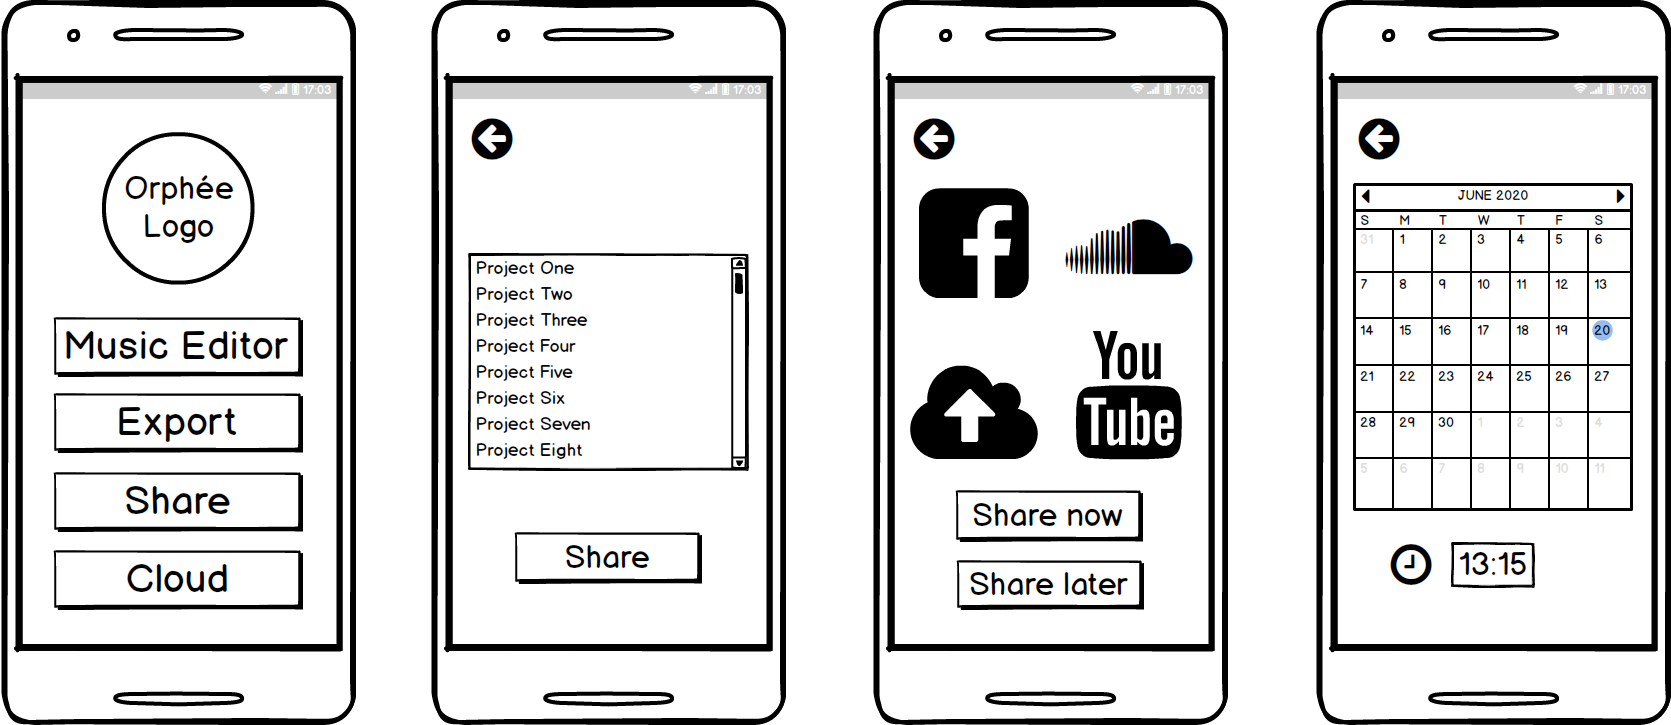 17:03
Orphée
Logo
Music Editor
Export
Share
Cloud
17:03
Project One
Project Two
Project Three
Project Four
Project Five
Project Six
Project Seven
Project Eight
Share
17:03
f
You
Tube
Share now
Share later
17:03
JUNE 2020
S M T W T F S
31 1 2 3 4 5 6
7 8 9 10 11 12 13
14 15 16 17 18 19 20
21 22 23 24 25 26 27
28 29 30 1 2 3 4
5 6 7 8 9 10 11
13:15